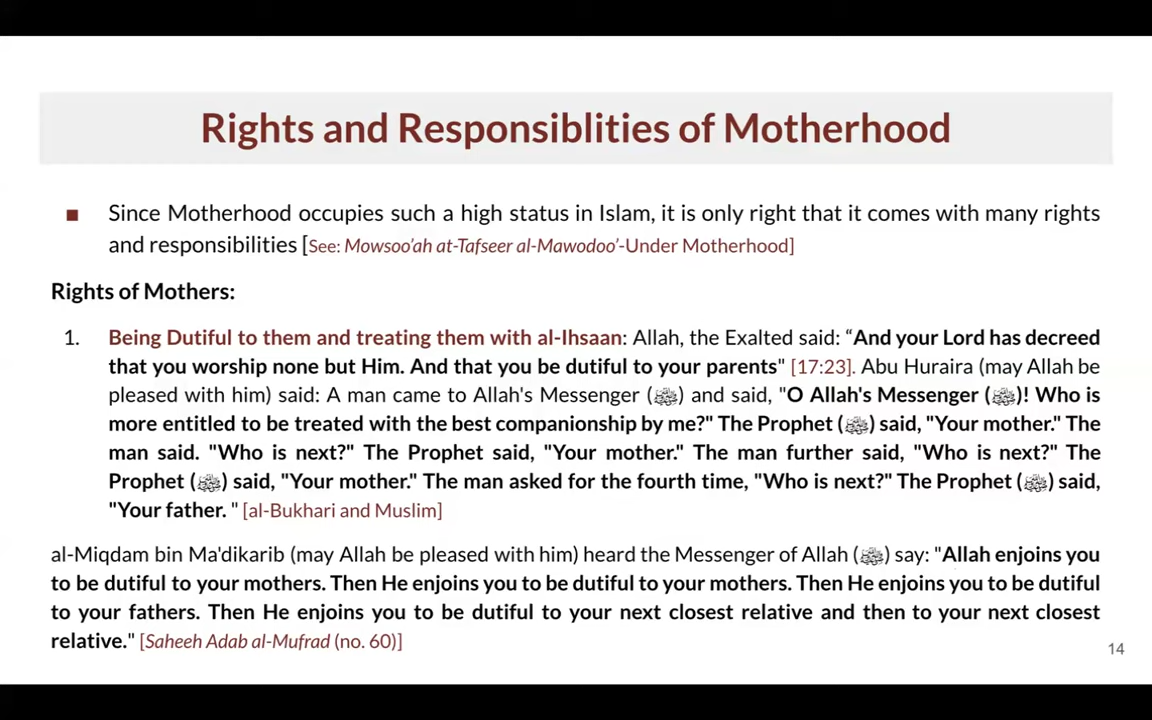 Rights and Responsiblities of Motherhood
▪ Since Motherhood occupies such a high status in Islam, it is only right that it comes with many rights
and responsibilities [See: Mowsoo’ah at-Tafseer al-Mawodoo’-Under Motherhood]
Rights of Mothers:
1. Being Dutiful to them and treating them with al-Ihsaan: Allah, the Exalted said: “And your Lord has decreed
that you worship none but Him. And that you be dutiful to your parents" [17:23]. Abu Huraira (may Allah be
pleased with him) said: A man came to Allah's Messenger (ﷺ) and said, "O Allah's Messenger (ﷺ)! Who is
more entitled to be treated with the best companionship by me?" The Prophet (ﷺ) said, "Your mother." The
man said. "Who is next?" The Prophet said, "Your mother." The man further said, "Who is next?" The
Prophet (ﷺ) said, "Your mother." The man asked for the fourth time, "Who is next?" The Prophet (ﷺ) said,
"Your father. " [al-Bukhari and Muslim]
al-Miqdam bin Ma'dikarib (may Allah be pleased with him) heard the Messenger of Allah (ﷺ) say: "Allah enjoins you
to be dutiful to your mothers. Then He enjoins you to be dutiful to your mothers. Then He enjoins you to be dutiful
to your fathers. Then He enjoins you to be dutiful to your next closest relative and then to your next closest
relative." [Saheeh Adab al-Mufrad (no. 60)]
14